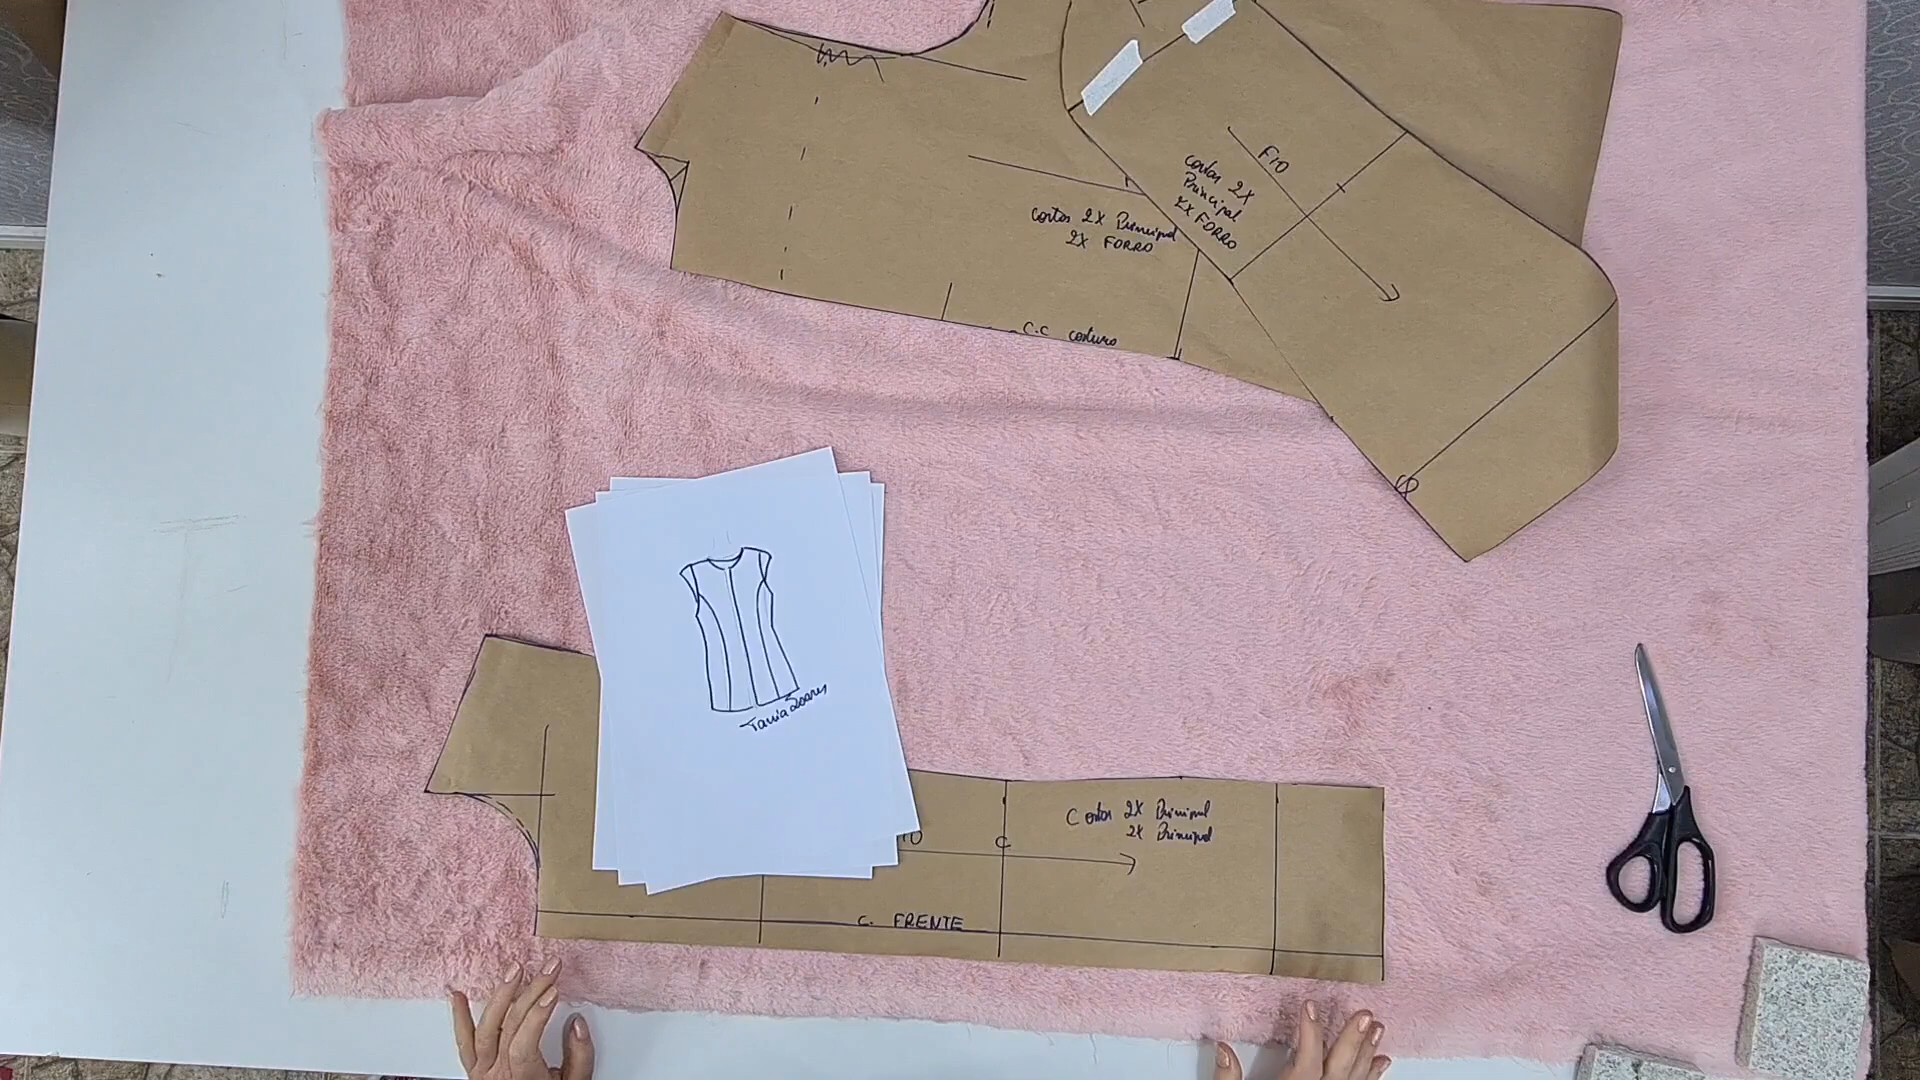 FIO
Cortar 2X
Principal
2X FORRO
Cortar 2X Principal
2X FORRO
C.C costura
Tania Soares
Cortar 2X Principal
2X Principal
C
C. FRENTE